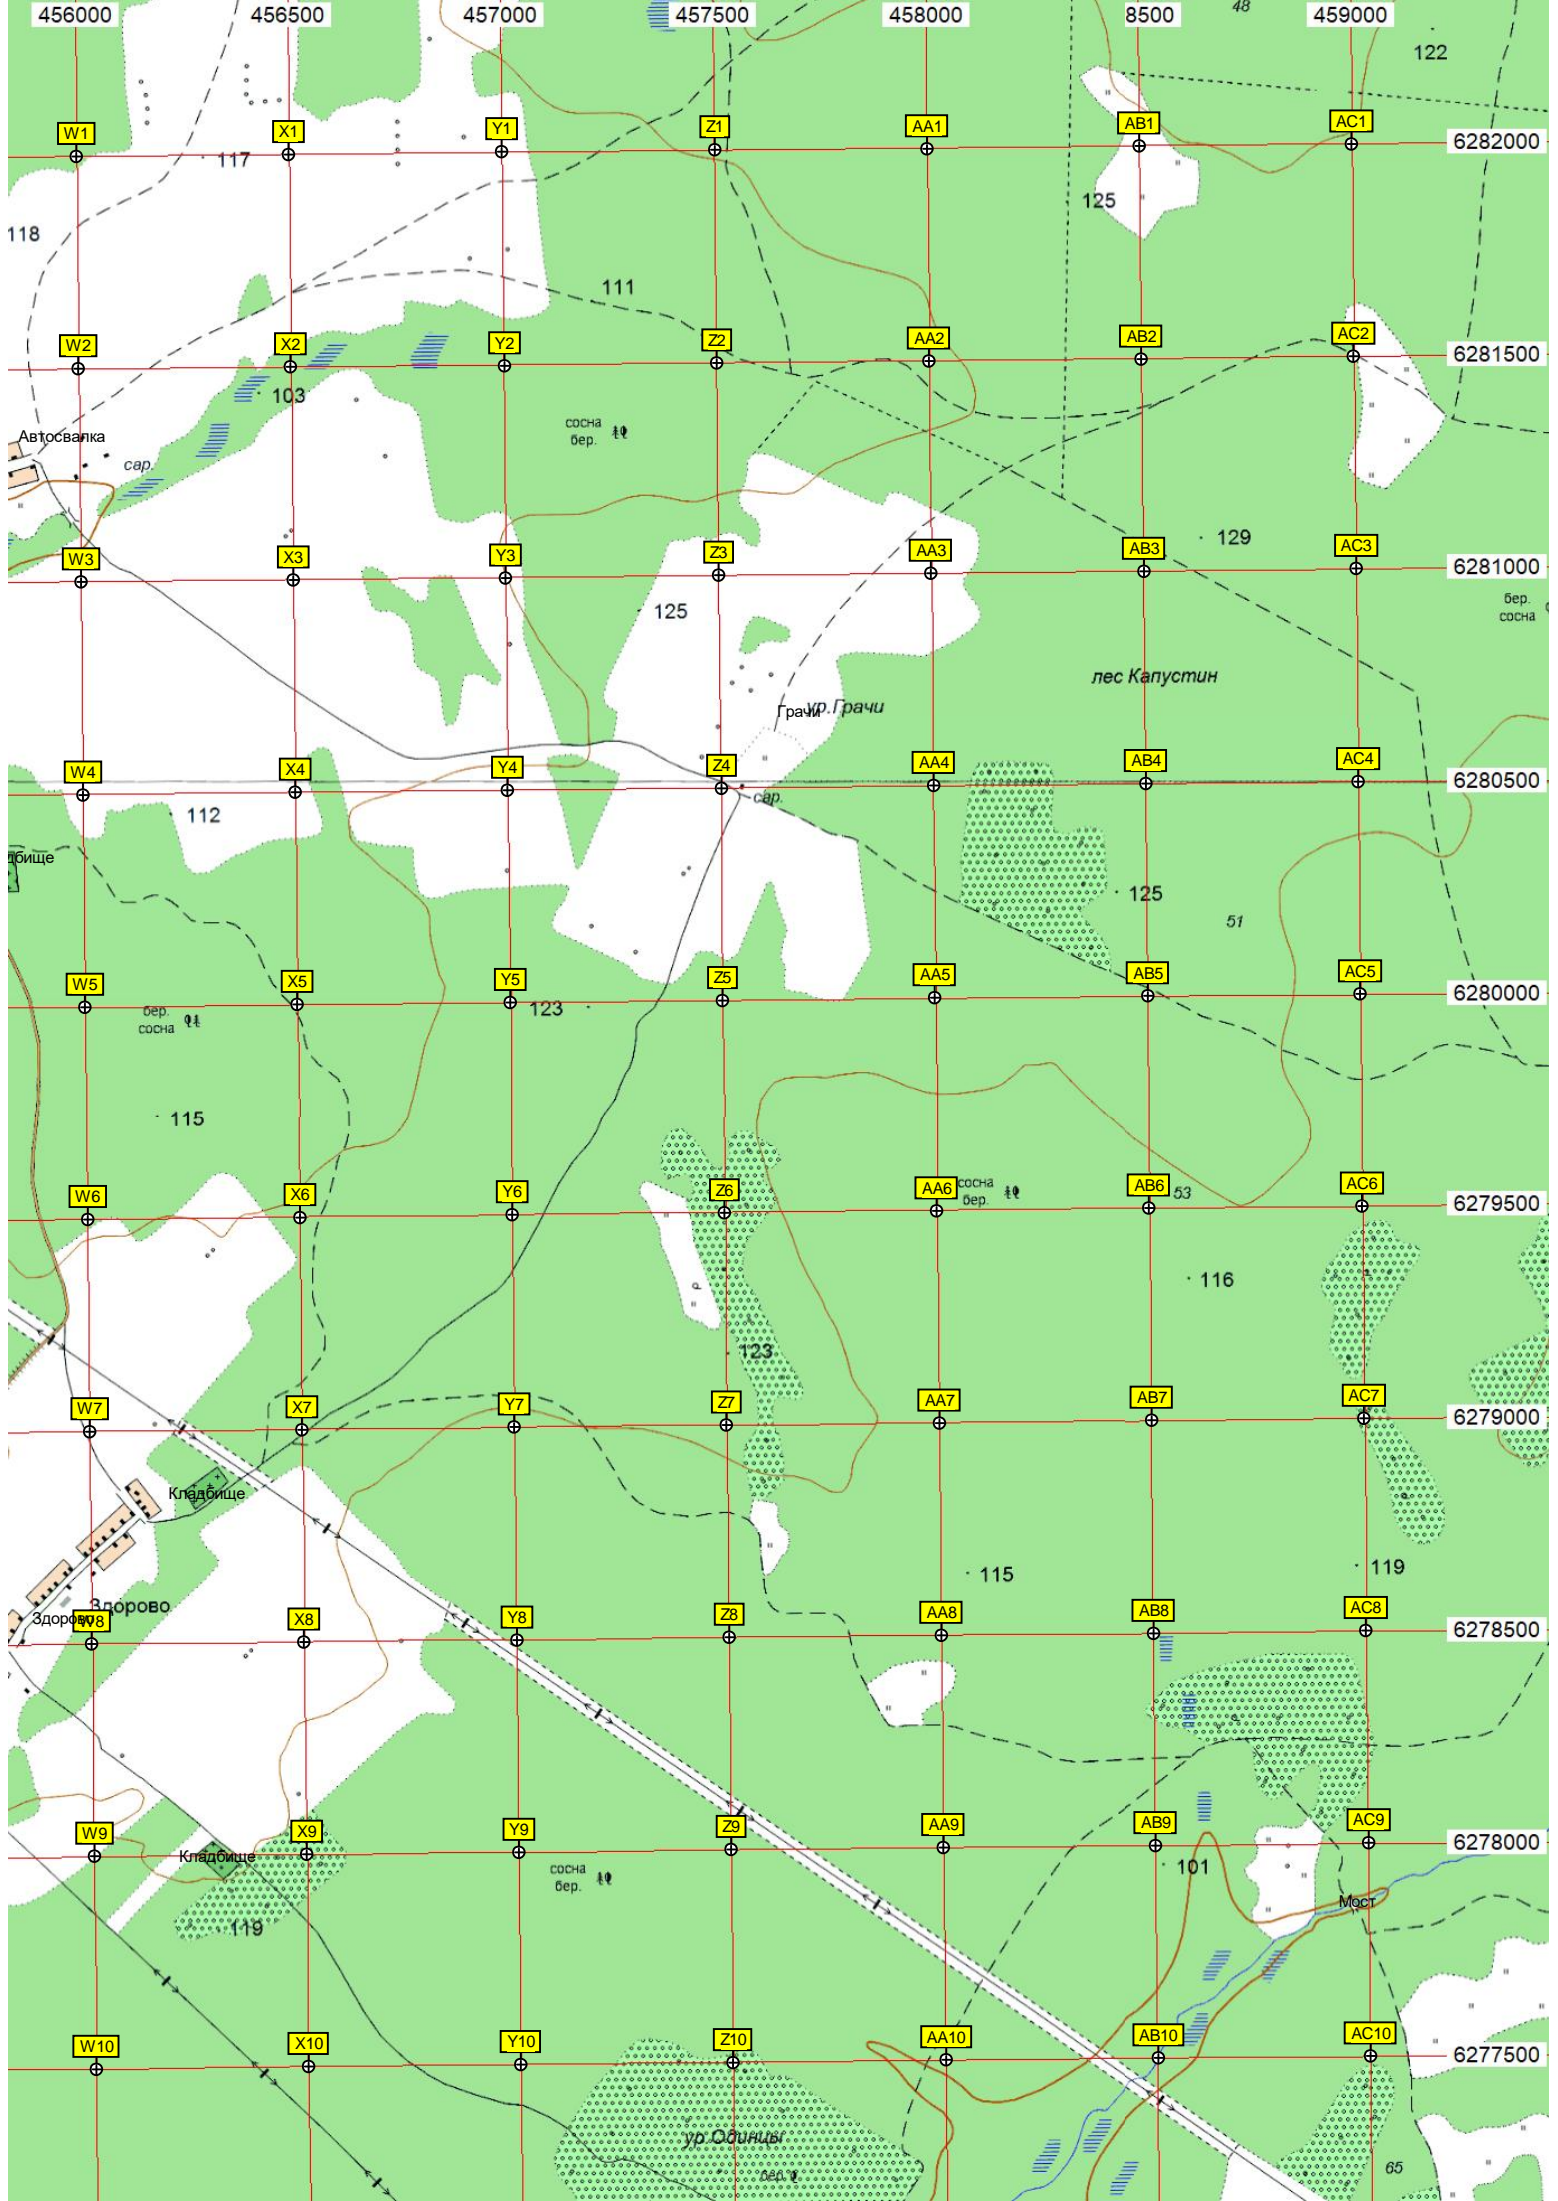 456000 456500 457000 457500 458000 8500 459000
48
122
W1 X1 Y1 Z1 AA1 AB1 AC1 6282000
117
125
118
111
W2 X2 Y2 Z2 AA2 AB2 AC2 6281500
103
сосна
бер.
Автосвалка
сар.
129
W3 X3 Y3 Z3 AA3 AB3 AC3 6281000
бер.
сосна
125
лес Капустин
Грачи
ур.Грачи
W4 X4 Y4 Z4 AA4 AB4 AC4 6280500
сар.
112
дбище
125
51
W5 X5 Y5 Z5 AA5 AB5 AC5 6280000
123
бер.
сосна
115
W6 X6 Y6 Z6 AA6 AB6 AC6 6279500
сосна
бер.
53
116
123
W7 X7 Y7 Z7 AA7 AB7 AC7 6279000
Кладбище
119
115
Здорово
Здорово
W8 X8 Y8 Z8 AA8 AB8 AC8 6278500
W9 X9 Y9 Z9 AA9 AB9 AC9 6278000
Кладбище
сосна
бер.
101
Мост
119
W10 X10 Y10 Z10 AA10 AB10 AC10 6277500
ур.Одинцы
бер.
65